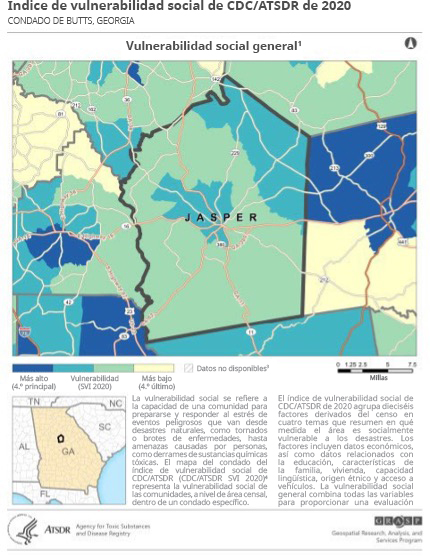 Índice de vulnerabilidad social de CDC/ATSDR de 2020
CONDADO DE BUTTS, GEORGIA
Vulnerabilidad social general¹
JASPER
Más alto
(4.º principal)
Vulnerabilidad
(SVI 2020)
Más bajo
(4.º último)
Datos no disponibles³
0 1.25 2.5 5 7.5
Millas
TN
NC
SC
AL
GA
FL
La vulnerabilidad social se refiere a
la capacidad de una comunidad para
prepararse y responder al estrés de
eventos peligrosos que van desde
desastres naturales, como tornados
o brotes de enfermedades, hasta
amenazas causadas por personas,
como derrames de sustancias químicas
tóxicas. El mapa del condado del
índice de vulnerabilidad social de
CDC/ATSDR (CDC/ATSDR SVI 2020)⁴
representa la vulnerabilidad social de
las comunidades, a nivel de área censal,
dentro de un condado específico.
El índice de vulnerabilidad social de
CDC/ATSDR de 2020 agrupa dieciséis
factores derivados del censo en
cuatro temas que resumen en qué
medida el área es socialmente
vulnerable a los desastres. Los
factores incluyen datos económicos,
así como datos relacionados con
la educación, características de
la familia, vivienda, capacidad
lingüística, origen étnico y acceso a
vehículos. La vulnerabilidad social
general combina todas las variables
para proporcionar una evaluación
ATSDR
Agency for Toxic Substances
and Disease Registry
GRASP
Geospatial Research, Analysis, and
Services Program